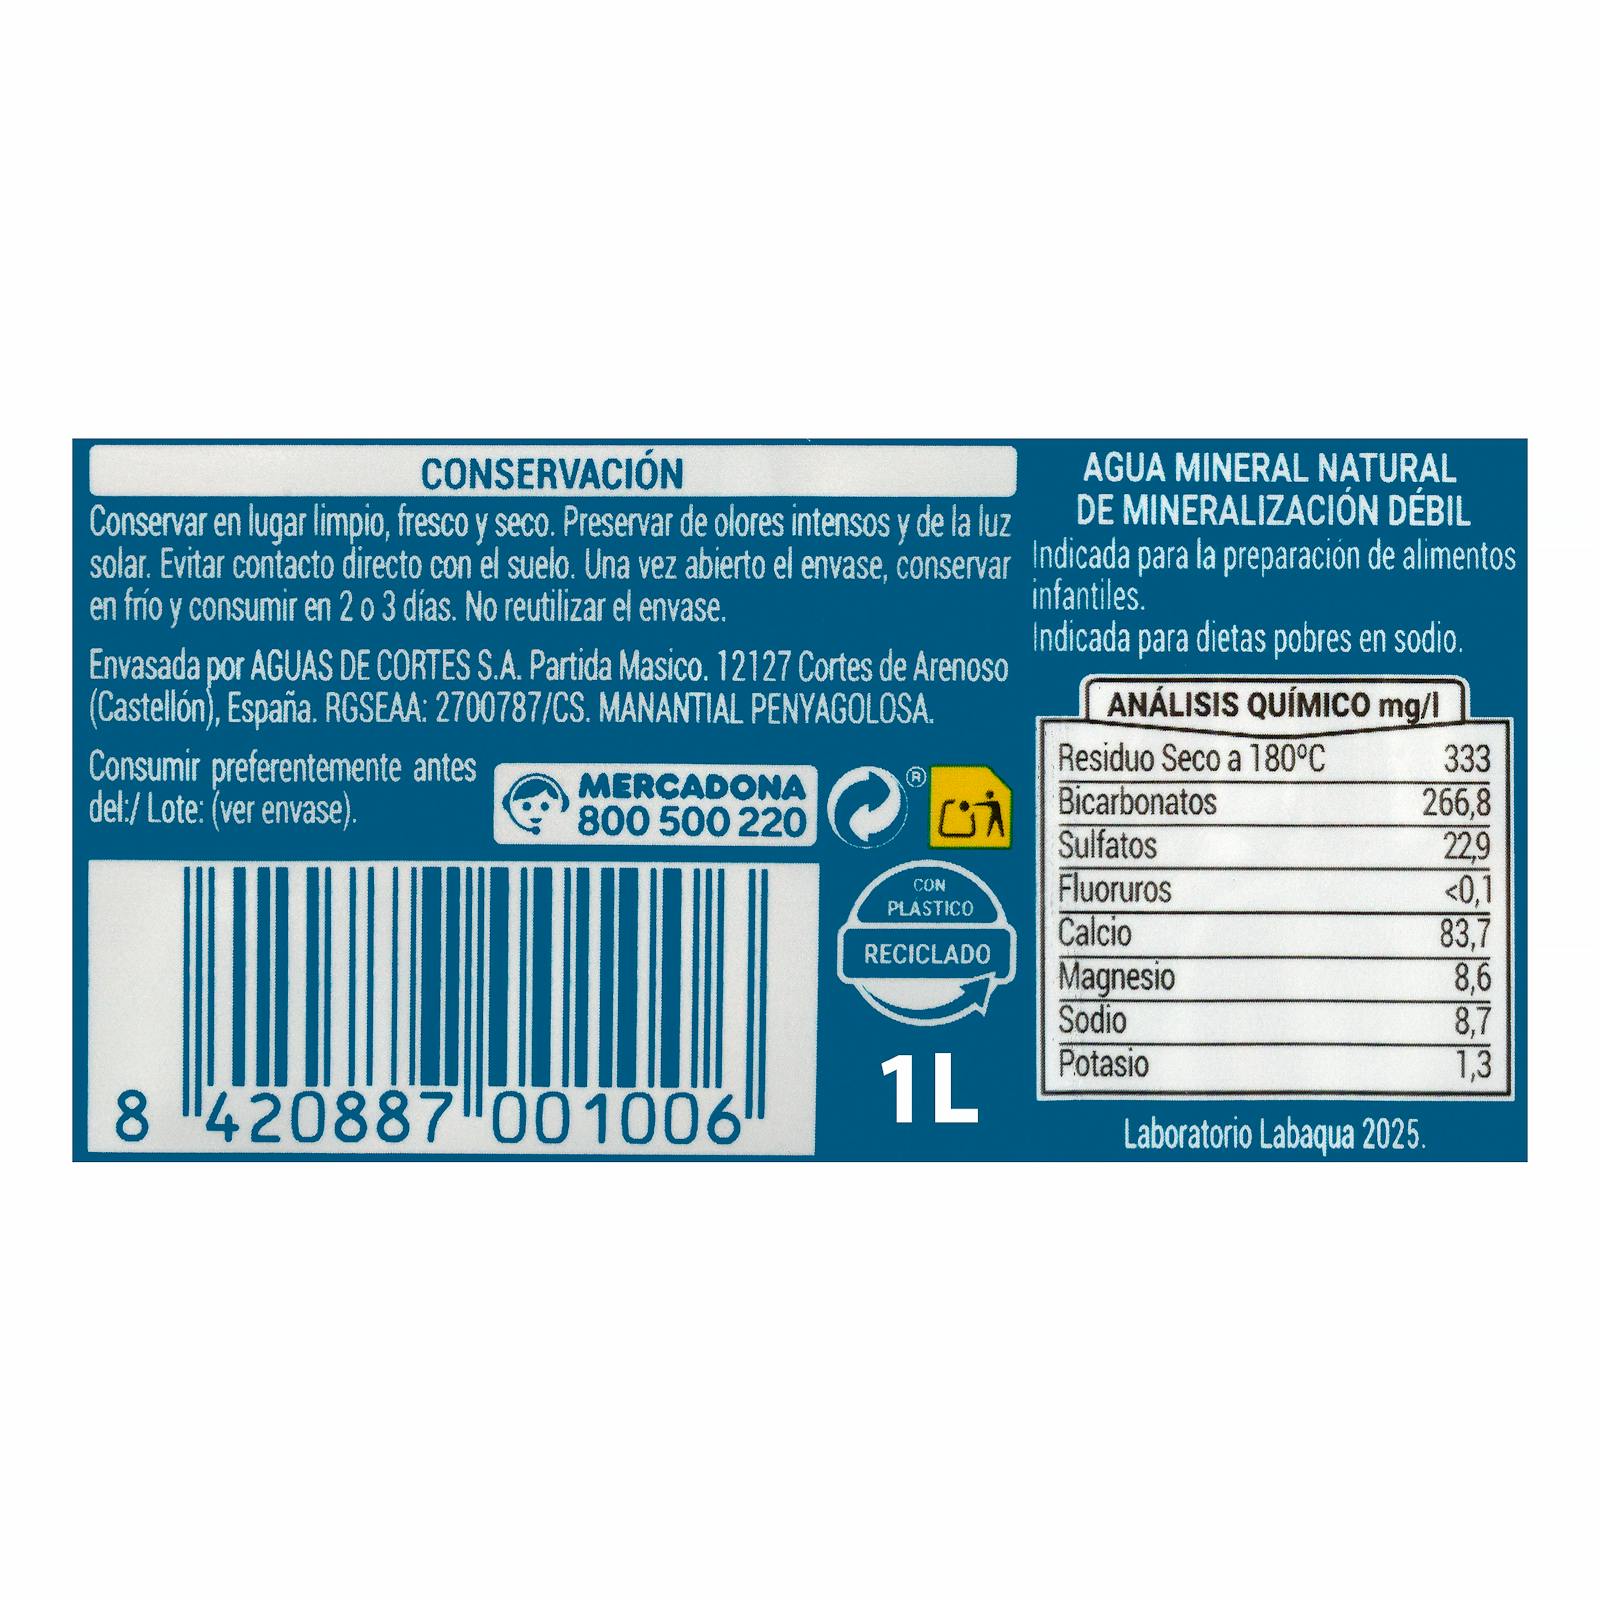 CONSERVACIÓN
Conservar en lugar limpio, fresco y seco. Preservar de olores intensos y de la luz
solar. Evitar contacto directo con el suelo. Una vez abierto el envase, conservar
en frío y consumir en 2 o 3 días. No reutilizar el envase.
Envasada por AGUAS DE CORTES S.A. Partida Masico. 12127 Cortes de Arenoso
(Castellón), España. RGSEAA: 2700787/CS. MANANTIAL PENYAGOLOSA.
Consumir preferentemente antes
del:/ Lote: (ver envase).
MERCADONA
800 500 220
®
CON
PLÁSTICO
RECICLADO
1L
8 420887 001006
AGUA MINERAL NATURAL
DE MINERALIZACIÓN DÉBIL
Indicada para la preparación de alimentos
infantiles.
Indicada para dietas pobres en sodio.
ANÁLISIS QUÍMICO mg/l
Residuo Seco a 180ºC 333
Bicarbonatos 266,8
Sulfatos 22,9
Fluoruros <0,1
Calcio 83,7
Magnesio 8,6
Sodio 8,7
Potasio 1,3
Laboratorio Labaqua 2025.